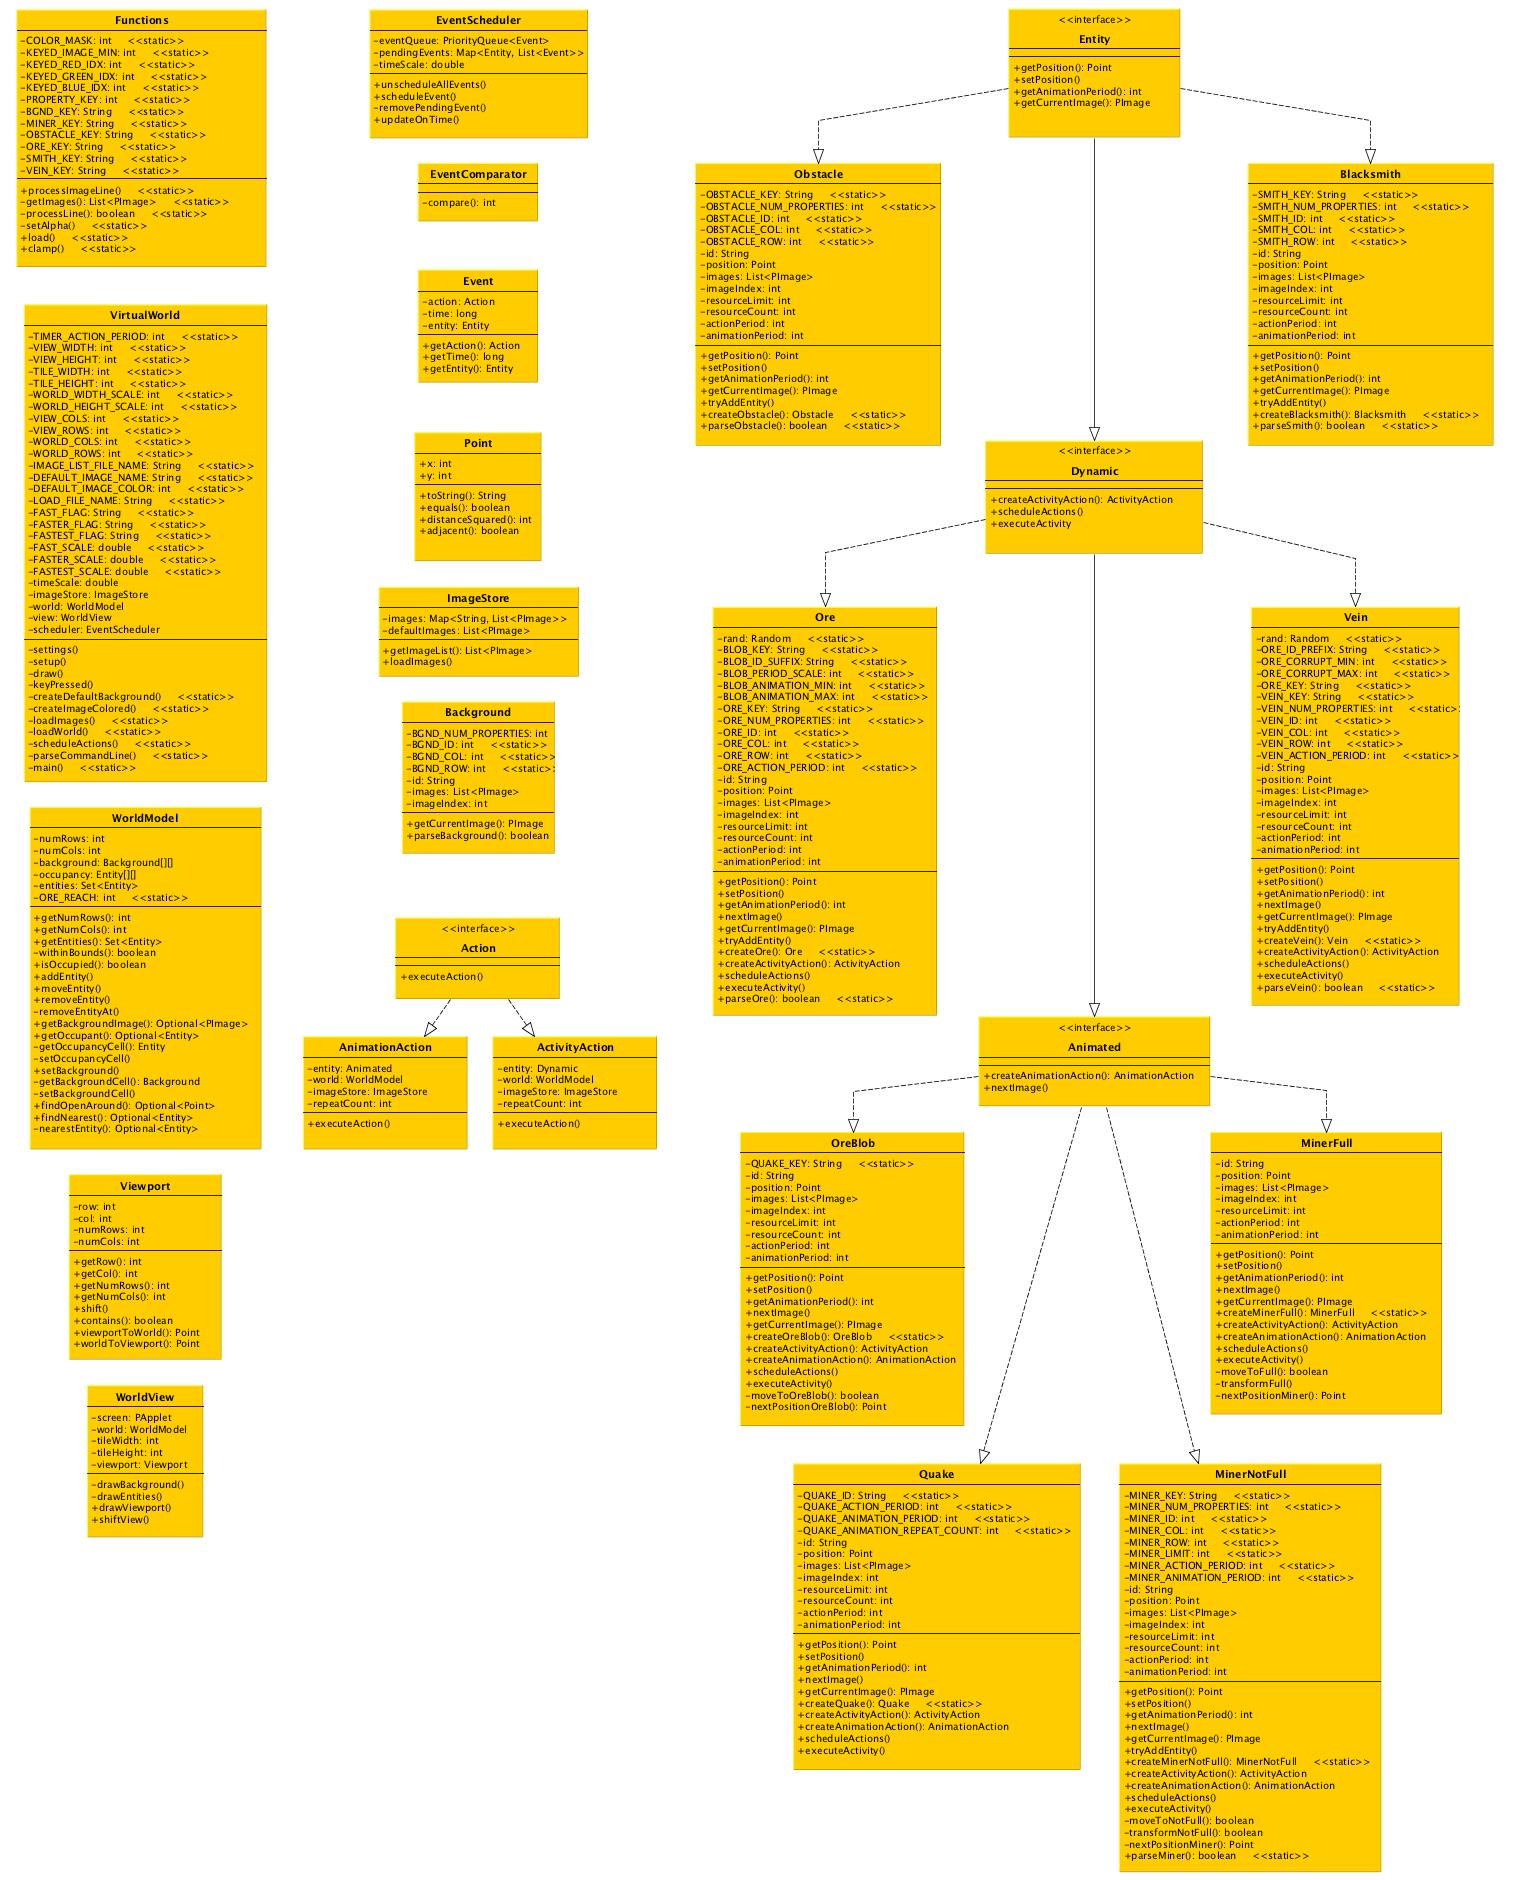 Functions
-COLOR_MASK: int <<static>>
-KEYED_IMAGE_MIN: int <<static>>
-KEYED_RED_IDX: int <<static>>
-KEYED_GREEN_IDX: int <<static>>
-KEYED_BLUE_IDX: int <<static>>
-PROPERTY_KEY: int <<static>>
-BGND_KEY: String <<static>>
-MINER_KEY: String <<static>>
-OBSTACLE_KEY: String <<static>>
-ORE_KEY: String <<static>>
-SMITH_KEY: String <<static>>
-VEIN_KEY: String <<static>>
+processImageLine() <<static>>
-getImages(): List<PImage> <<static>>
-processLine(): boolean <<static>>
-setAlpha() <<static>>
+load() <<static>>
+clamp() <<static>>
VirtualWorld
-TIMER_ACTION_PERIOD: int <<static>>
-VIEW_WIDTH: int <<static>>
-VIEW_HEIGHT: int <<static>>
-TILE_WIDTH: int <<static>>
-TILE_HEIGHT: int <<static>>
-WORLD_WIDTH_SCALE: int <<static>>
-WORLD_HEIGHT_SCALE: int <<static>>
-VIEW_COLS: int <<static>>
-VIEW_ROWS: int <<static>>
-WORLD_COLS: int <<static>>
-WORLD_ROWS: int <<static>>
-IMAGE_LIST_FILE_NAME: String <<static>>
-DEFAULT_IMAGE_NAME: String <<static>>
-DEFAULT_IMAGE_COLOR: int <<static>>
-LOAD_FILE_NAME: String <<static>>
-FAST_FLAG: String <<static>>
-FASTER_FLAG: String <<static>>
-FASTEST_FLAG: String <<static>>
-FAST_SCALE: double <<static>>
-FASTER_SCALE: double <<static>>
-FASTEST_SCALE: double <<static>>
-timeScale: double
-imageStore: ImageStore
-world: WorldModel
-view: WorldView
-scheduler: EventScheduler
-settings()
-setup()
-draw()
-keyPressed()
-createDefaultBackground() <<static>>
-createImageColored() <<static>>
-loadImages() <<static>>
-loadWorld() <<static>>
-scheduleActions() <<static>>
-parseCommandLine() <<static>>
-main() <<static>>
WorldModel
-numRows: int
-numCols: int
-background: Background[][]
-occupancy: Entity[][]
-entities: Set<Entity>
-ORE_REACH: int <<static>>
+getNumRows(): int
+getNumCols(): int
+getEntities(): Set<Entity>
-withinBounds(): boolean
+isOccupied(): boolean
+addEntity()
+moveEntity()
+removeEntity()
-removeEntityAt()
+getBackgroundImage(): Optional<PImage>
+getOccupant(): Optional<Entity>
-getOccupancyCell(): Entity
-setOccupancyCell()
+setBackground()
-getBackgroundCell(): Background
-setBackgroundCell()
+findOpenAround(): Optional<Point>
+findNearest(): Optional<Entity>
-nearestEntity(): Optional<Entity>
Viewport
-row: int
-col: int
-numRows: int
-numCols: int
+getRow(): int
+getCol(): int
+getNumRows(): int
+getNumCols(): int
+shift()
+contains(): boolean
+viewportToWorld(): Point
+worldToViewport(): Point
WorldView
-screen: PApplet
-world: WorldModel
-tileWidth: int
-tileHeight: int
-viewport: Viewport
-drawBackground()
-drawEntities()
+drawViewport()
+shiftView()
EventScheduler
-eventQueue: PriorityQueue<Event>
-pendingEvents: Map<Entity, List<Event>>
-timeScale: double
+unscheduleAllEvents()
+scheduleEvent()
-removePendingEvent()
+updateOnTime()
EventComparator
-compare(): int
Event
-action: Action
-time: long
-entity: Entity
+getAction(): Action
+getTime(): long
+getEntity(): Entity
Point
+x: int
+y: int
+toString(): String
+equals(): boolean
+distanceSquared(): int
+adjacent(): boolean
ImageStore
-images: Map<String, List<PImage>>
-defaultImages: List<PImage>
+getImageList(): List<PImage>
+loadImages()
Background
-BGND_NUM_PROPERTIES: int
-BGND_ID: int <<static>>
-BGND_COL: int <<static>
-BGND_ROW: int <<static>
-id: String
-images: List<PImage>
-imageIndex: int
+getCurrentImage(): PImage
+parseBackground(): boolean
<<interface>>
Action
+executeAction()
AnimationAction
-entity: Animated
-world: WorldModel
-imageStore: ImageStore
-repeatCount: int
+executeAction()
ActivityAction
-entity: Dynamic
-world: WorldModel
-imageStore: ImageStore
-repeatCount: int
+executeAction()
<<interface>>
Entity
+getPosition(): Point
+setPosition()
+getAnimationPeriod(): int
+getCurrentImage(): PImage
Obstacle
-OBSTACLE_KEY: String <<static>>
-OBSTACLE_NUM_PROPERTIES: int <<static>>
-OBSTACLE_ID: int <<static>>
-OBSTACLE_COL: int <<static>>
-OBSTACLE_ROW: int <<static>>
-id: String
-position: Point
-images: List<PImage>
-imageIndex: int
-resourceLimit: int
-resourceCount: int
-actionPeriod: int
-animationPeriod: int
+getPosition(): Point
+setPosition()
+getAnimationPeriod(): int
+getCurrentImage(): PImage
+tryAddEntity()
+createObstacle(): Obstacle <<static>>
+parseObstacle(): boolean <<static>>
Blacksmith
-SMITH_KEY: String <<static>>
-SMITH_NUM_PROPERTIES: int <<static>>
-SMITH_ID: int <<static>>
-SMITH_COL: int <<static>>
-SMITH_ROW: int <<static>>
-id: String
-position: Point
-images: List<PImage>
-imageIndex: int
-resourceLimit: int
-resourceCount: int
-actionPeriod: int
-animationPeriod: int
+getPosition(): Point
+setPosition()
+getAnimationPeriod(): int
+getCurrentImage(): PImage
+tryAddEntity()
+createBlacksmith(): Blacksmith <<static>>
+parseSmith(): boolean <<static>>
<<interface>>
Dynamic
+createActivityAction(): ActivityAction
+scheduleActions()
+executeActivity
Ore
-rand: Random <<static>>
-BLOB_KEY: String <<static>>
-BLOB_ID_SUFFIX: String <<static>>
-BLOB_PERIOD_SCALE: int <<static>>
-BLOB_ANIMATION_MIN: int <<static>>
-BLOB_ANIMATION_MAX: int <<static>>
-ORE_KEY: String <<static>>
-ORE_NUM_PROPERTIES: int <<static>>
-ORE_ID: int <<static>>
-ORE_COL: int <<static>>
-ORE_ROW: int <<static>>
-ORE_ACTION_PERIOD: int <<static>>
-id: String
-position: Point
-images: List<PImage>
-imageIndex: int
-resourceLimit: int
-resourceCount: int
-actionPeriod: int
-animationPeriod: int
+getPosition(): Point
+setPosition()
+getAnimationPeriod(): int
+nextImage()
+getCurrentImage(): PImage
+tryAddEntity()
+createOre(): Ore <<static>>
+createActivityAction(): ActivityAction
+scheduleActions()
+executeActivity()
+parseOre(): boolean <<static>>
Vein
-rand: Random <<static>>
-ORE_ID_PREFIX: String <<static>>
-ORE_CORRUPT_MIN: int <<static>>
-ORE_CORRUPT_MAX: int <<static>>
-ORE_KEY: String <<static>>
-VEIN_KEY: String <<static>>
-VEIN_NUM_PROPERTIES: int <<static>
-VEIN_ID: int <<static>>
-VEIN_COL: int <<static>>
-VEIN_ROW: int <<static>>
-VEIN_ACTION_PERIOD: int <<static>>
-id: String
-position: Point
-images: List<PImage>
-imageIndex: int
-resourceLimit: int
-resourceCount: int
-actionPeriod: int
-animationPeriod: int
+getPosition(): Point
+setPosition()
+getAnimationPeriod(): int
+nextImage()
+getCurrentImage(): PImage
+tryAddEntity()
+createVein(): Vein <<static>>
+createActivityAction(): ActivityAction
+scheduleActions()
+executeActivity()
+parseVein(): boolean <<static>>
<<interface>>
Animated
+createAnimationAction(): AnimationAction
+nextImage()
OreBlob
-QUAKE_KEY: String <<static>>
-id: String
-position: Point
-images: List<PImage>
-imageIndex: int
-resourceLimit: int
-resourceCount: int
-actionPeriod: int
-animationPeriod: int
+getPosition(): Point
+setPosition()
+getAnimationPeriod(): int
+nextImage()
+getCurrentImage(): PImage
+createOreBlob(): OreBlob <<static>>
+createActivityAction(): ActivityAction
+createAnimationAction(): AnimationAction
+scheduleActions()
+executeActivity()
-moveToOreBlob(): boolean
-nextPositionOreBlob(): Point
MinerFull
-id: String
-position: Point
-images: List<PImage>
-imageIndex: int
-resourceLimit: int
-actionPeriod: int
-animationPeriod: int
+getPosition(): Point
+setPosition()
+getAnimationPeriod(): int
+nextImage()
+getCurrentImage(): PImage
+createMinerFull(): MinerFull <<static>>
+createActivityAction(): ActivityAction
+createAnimationAction(): AnimationAction
+scheduleActions()
+executeActivity()
-moveToFull(): boolean
-transformFull()
-nextPositionMiner(): Point
Quake
-QUAKE_ID: String <<static>>
-QUAKE_ACTION_PERIOD: int <<static>>
-QUAKE_ANIMATION_PERIOD: int <<static>>
-QUAKE_ANIMATION_REPEAT_COUNT: int <<static>>
-id: String
-position: Point
-images: List<PImage>
-imageIndex: int
-resourceLimit: int
-resourceCount: int
-actionPeriod: int
-animationPeriod: int
+getPosition(): Point
+setPosition()
+getAnimationPeriod(): int
+nextImage()
+getCurrentImage(): PImage
+createQuake(): Quake <<static>>
+createActivityAction(): ActivityAction
+createAnimationAction(): AnimationAction
+scheduleActions()
+executeActivity()
MinerNotFull
-MINER_KEY: String <<static>>
-MINER_NUM_PROPERTIES: int <<static>>
-MINER_ID: int <<static>>
-MINER_COL: int <<static>>
-MINER_ROW: int <<static>>
-MINER_LIMIT: int <<static>>
-MINER_ACTION_PERIOD: int <<static>>
-MINER_ANIMATION_PERIOD: int <<static>>
-id: String
-position: Point
-images: List<PImage>
-imageIndex: int
-resourceLimit: int
-resourceCount: int
-actionPeriod: int
-animationPeriod: int
+getPosition(): Point
+setPosition()
+getAnimationPeriod(): int
+nextImage()
+getCurrentImage(): PImage
+tryAddEntity()
+createMinerNotFull(): MinerNotFull <<static>>
+createActivityAction(): ActivityAction
+createAnimationAction(): AnimationAction
+scheduleActions()
+executeActivity()
-moveToNotFull(): boolean
-transformNotFull(): boolean
-nextPositionMiner(): Point
+parseMiner(): boolean <<static>>